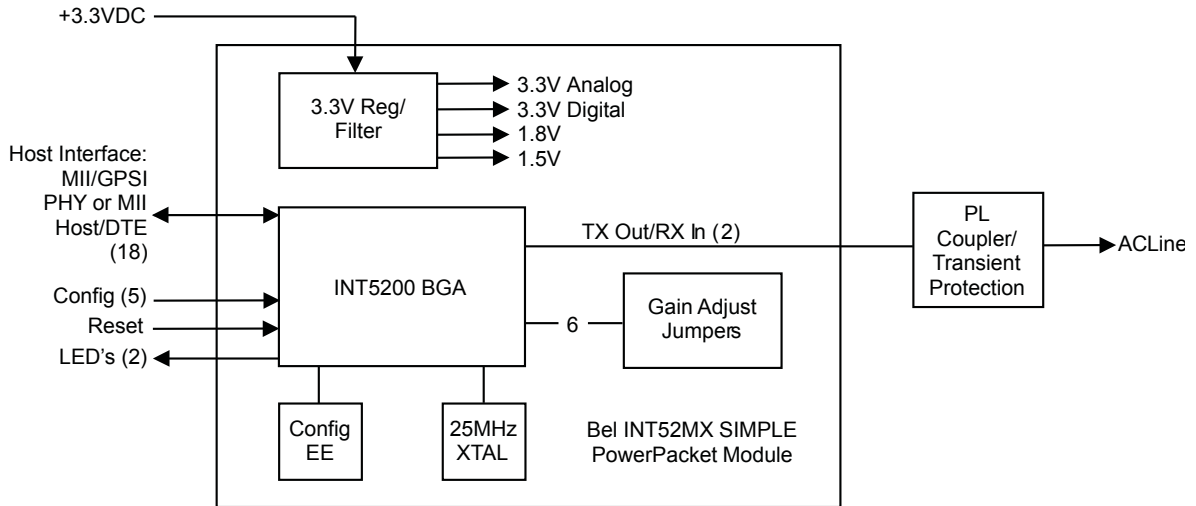 +3.3VDC
3.3V Reg/
Filter
3.3V Analog
3.3V Digital
1.8V
1.5V
Host Interface:
MII/GPSI
PHY or MII
Host/DTE
(18)
Config (5)
Reset
LED's (2)
INT5200 BGA
TX Out/RX In (2)
6
Gain Adjust
Jumpers
PL
Coupler/
Transient
Protection
ACLine
Config
EE
25MHz
XTAL
Bel INT52MX SIMPLE
PowerPacket Module